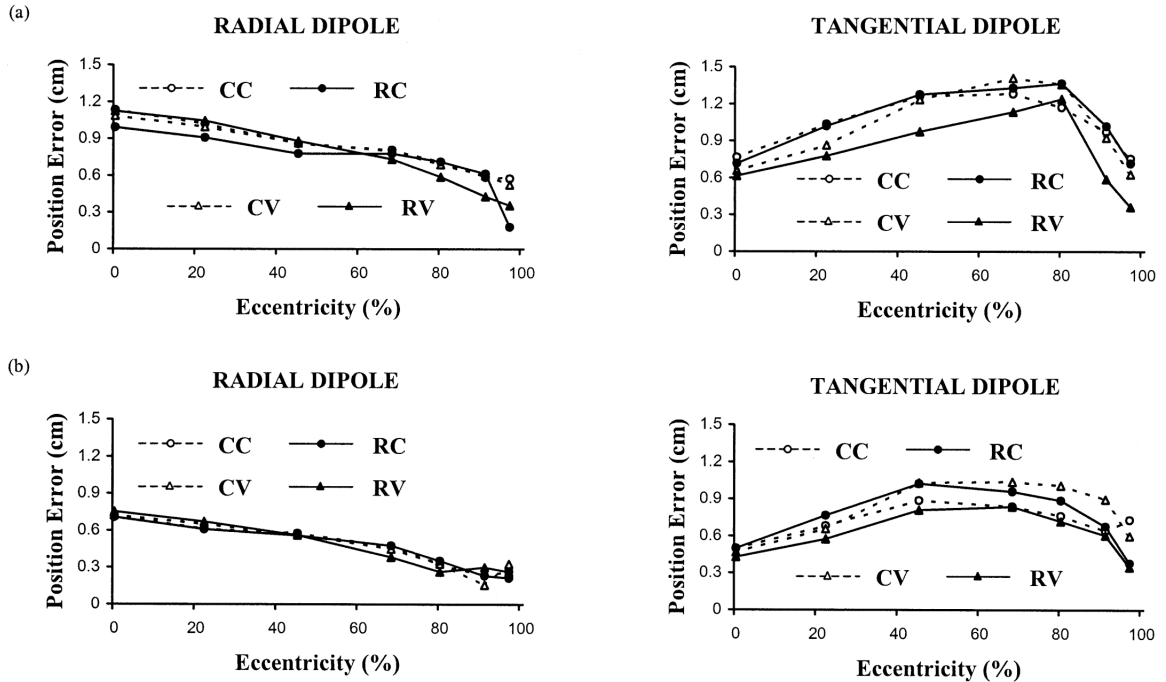 (a)
RADIAL DIPOLE
Position Error (cm)
1.5
1.2
0.9
0.6
0.3
0
CC
RC
CV
RV
0
20
40
60
80
100
Eccentricity (%)
TANGENTIAL DIPOLE
Position Error (cm)
1.5
1.2
0.9
0.6
0.3
0
CC
RC
CV
RV
0
20
40
60
80
100
Eccentricity (%)
(b)
RADIAL DIPOLE
Position Error (cm)
1.5
1.2
0.9
0.6
0.3
0
CC
RC
CV
RV
0
20
40
60
80
100
Eccentricity (%)
TANGENTIAL DIPOLE
Position Error (cm)
1.5
1.2
0.9
0.6
0.3
0
CC
RC
CV
RV
0
20
40
60
80
100
Eccentricity (%)